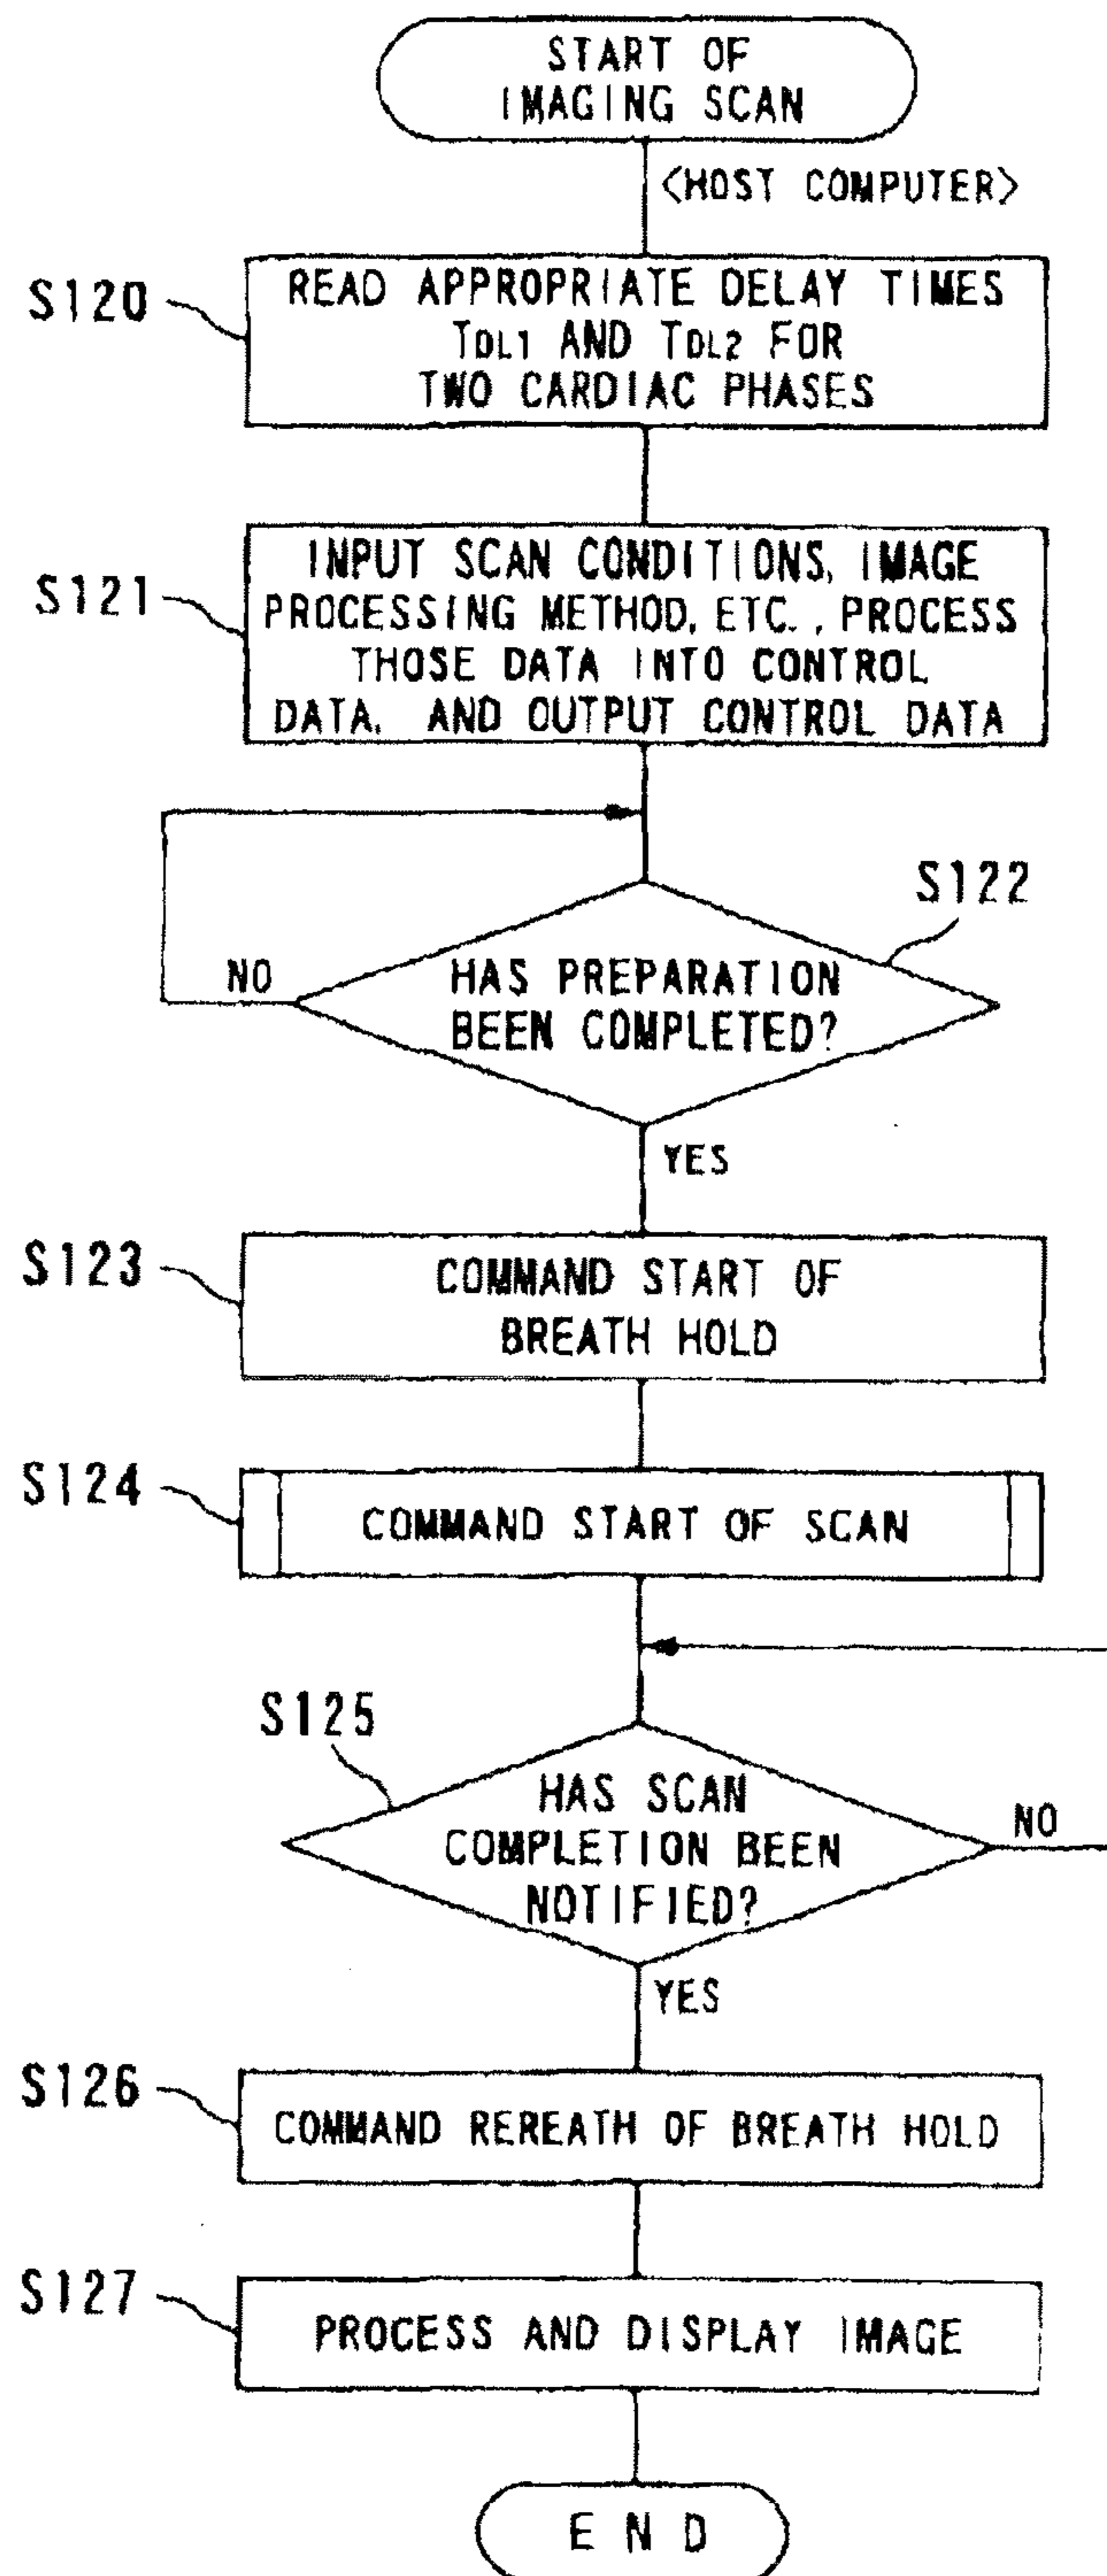 START OF
IMAGING SCAN
<HOST COMPUTER>
S120
READ APPROPRIATE DELAY TIMES
TDL1 AND TDL2 FOR
TWO CARDIAC PHASES
S121
INPUT SCAN CONDITIONS, IMAGE
PROCESSING METHOD, ETC., PROCESS
THOSE DATA INTO CONTROL
DATA, AND OUTPUT CONTROL DATA
S122
NO
HAS PREPARATION
BEEN COMPLETED?
YES
S123
COMMAND START OF
BREATH HOLD
S124
COMMAND START OF SCAN
S125
HAS SCAN
COMPLETION BEEN
NOTIFIED?
NO
YES
S126
COMMAND REREATH OF BREATH HOLD
S127
PROCESS AND DISPLAY IMAGE
END